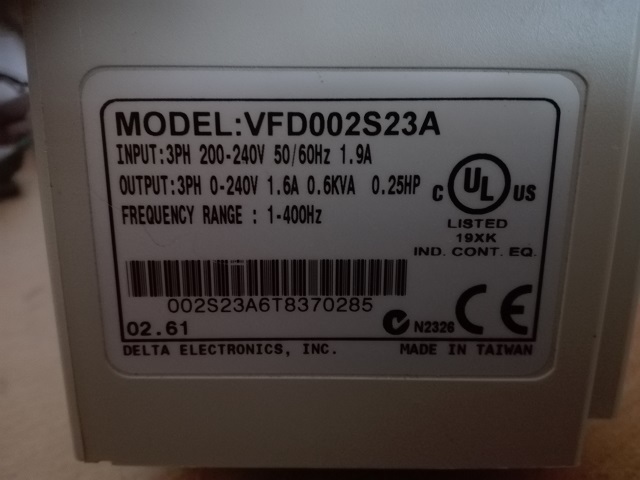 MODEL:VFD002S23A
INPUT:3PH 200-240V 50/60Hz 1.9A
OUTPUT:3PH 0-240V 1.6A 0.6KVA 0.25HP
FREQUENCY RANGE : 1-400Hz
C UL US
LISTED
19XK
IND. CONT. EQ.
002S23A6T8370285
02.61
N2326 CE
DELTA ELECTRONICS, INC. MADE IN TAIWAN